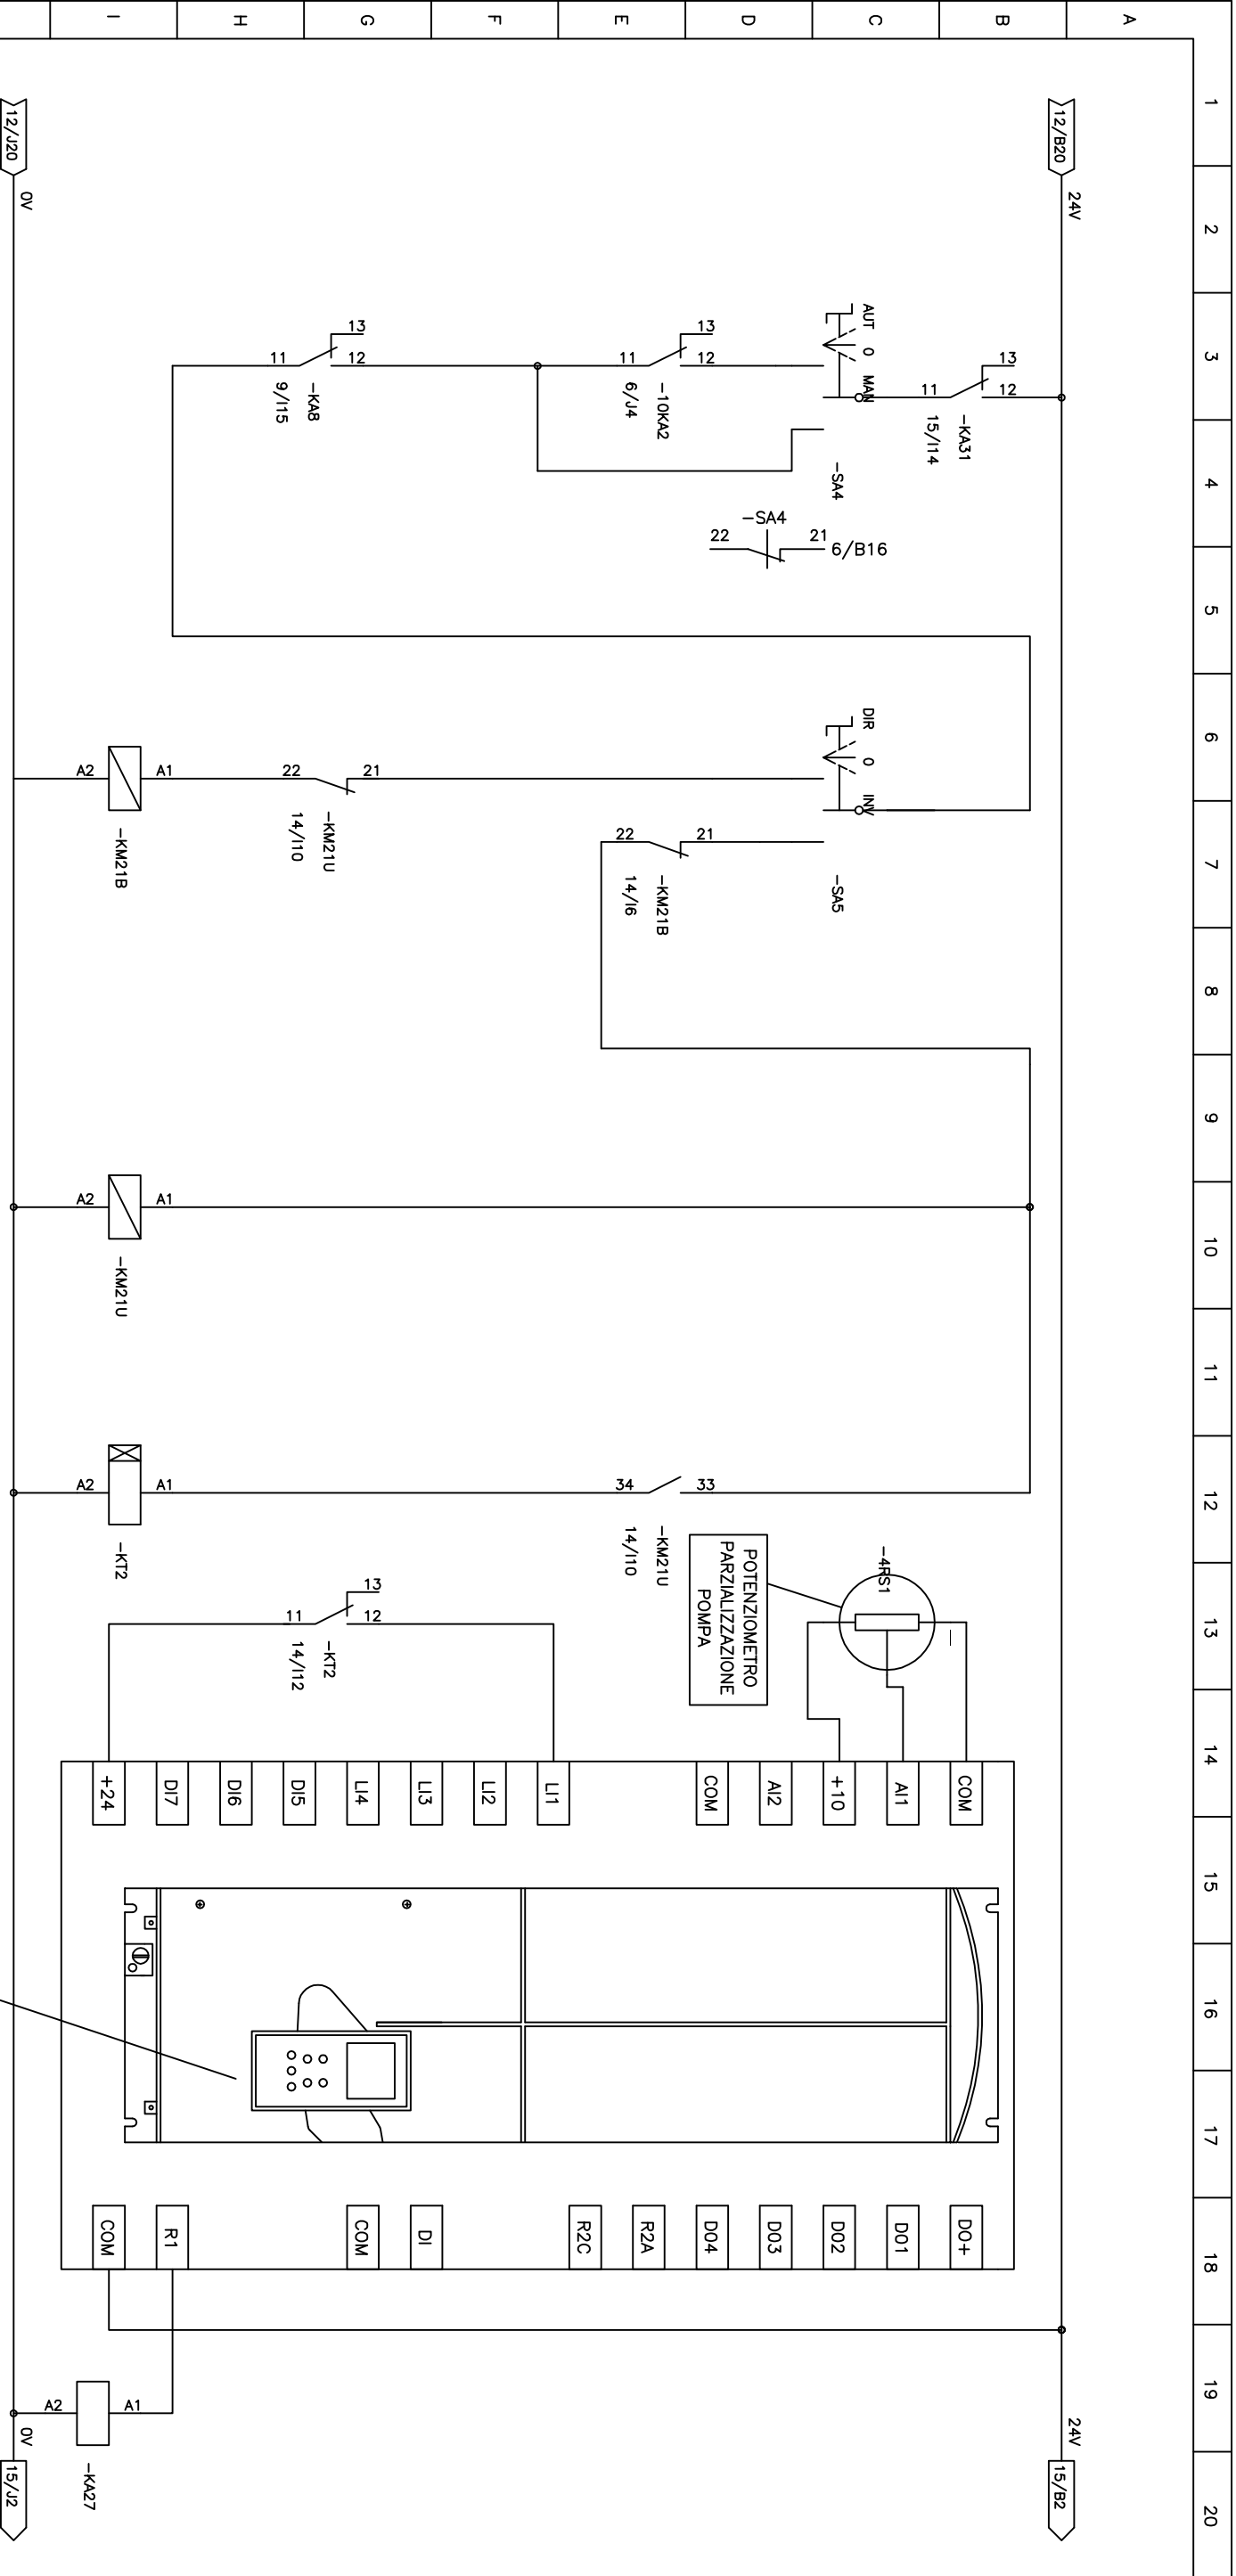 1
2
3
4
5
6
7
8
9
10
11
12
13
14
15
16
17
18
19
20
A
B
C
D
E
F
G
H
I
12/B20
24V
24V
15/B2
13
12
11
-KA31
15/I14
AUT 0 MAN
-SA4
-SA4
21
22
6/B16
13
12
11
-10KA2
6/J4
13
12
11
-KA8
9/I15
DIR 0 INV
-SA5
21
22
-KM21B
14/I6
21
22
-KM21U
14/I10
A1
A2
-KM21B
A1
A2
-KM21U
33
34
-KM21U
14/I10
A1
A2
-KT2
-4RS1
POTENZIOMETRO
PARZIALIZZAZIONE
POMPA
13
12
11
-KT2
14/I12
COM
AI1
+10
AI2
COM
LI1
LI2
LI3
LI4
DI5
DI6
DI7
+24
DO+
DO1
DO2
DO3
DO4
R2A
R2C
DI
COM
R1
COM
A1
A2
-KA27
12/J20
0V
0V
15/J2